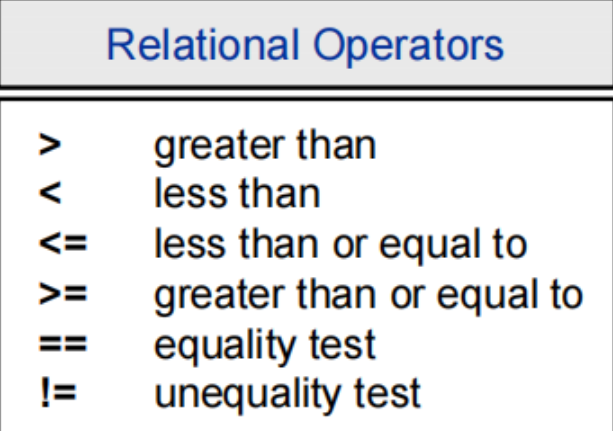 Relational Operators
> greater than
< less than
<= less than or equal to
>= greater than or equal to
== equality test
!= unequality test